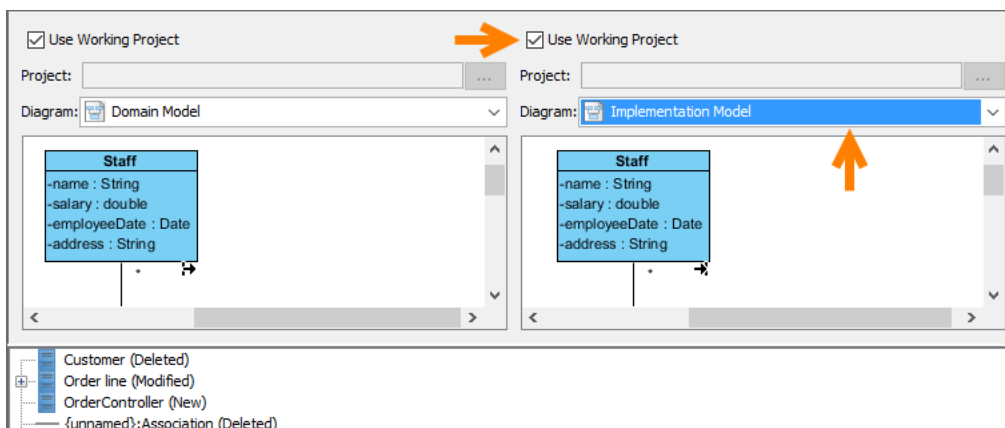 Use Working Project
Use Working Project
Project:
...
Project:
...
Diagram: Domain Model
Diagram: Implementation Model
Staff
-name : String
-salary : double
-employeeDate : Date
-address : String
*
Staff
-name : String
-salary : double
-employeeDate : Date
-address : String
*
Customer (Deleted)
Order line (Modified)
OrderController (New)
{unnamed}:Association (Deleted)